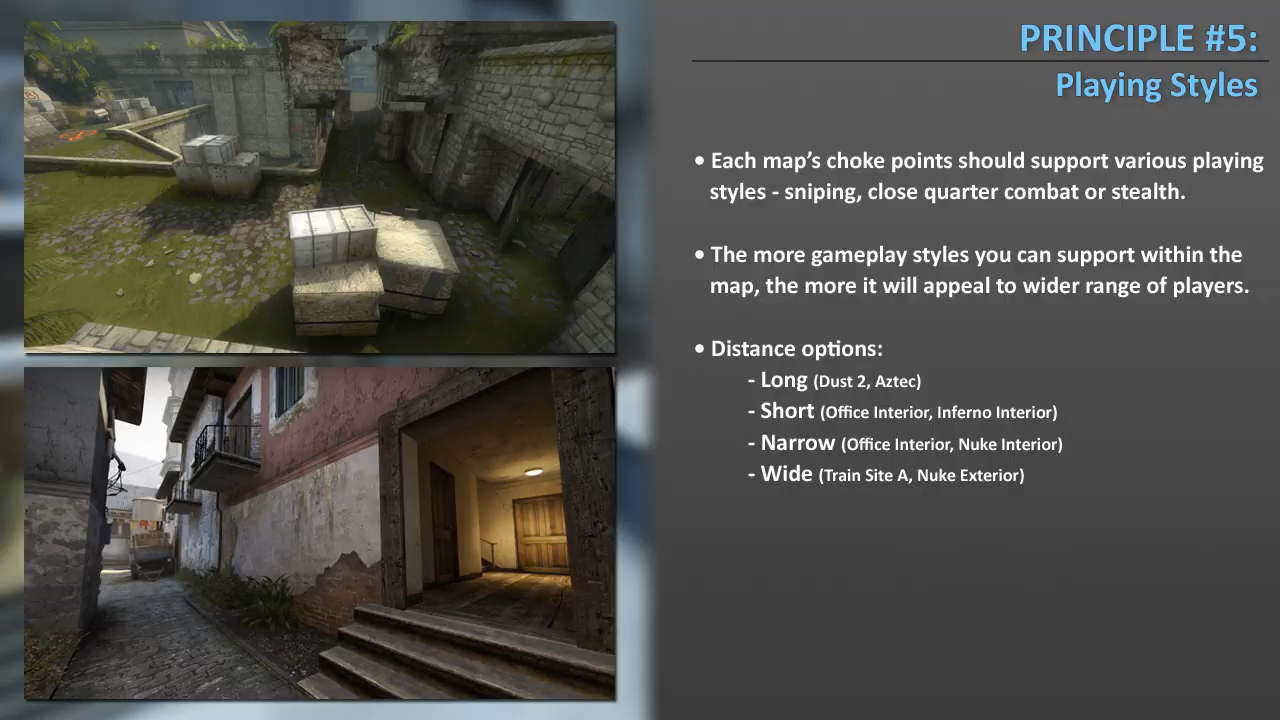 PRINCIPLE #5:
Playing Styles
• Each map's choke points should support various playing
styles - sniping, close quarter combat or stealth.
• The more gameplay styles you can support within the
map, the more it will appeal to wider range of players.
• Distance options:
- Long (Dust 2, Aztec)
- Short (Office Interior, Inferno Interior)
- Narrow (Office Interior, Nuke Interior)
- Wide (Train Site A, Nuke Exterior)